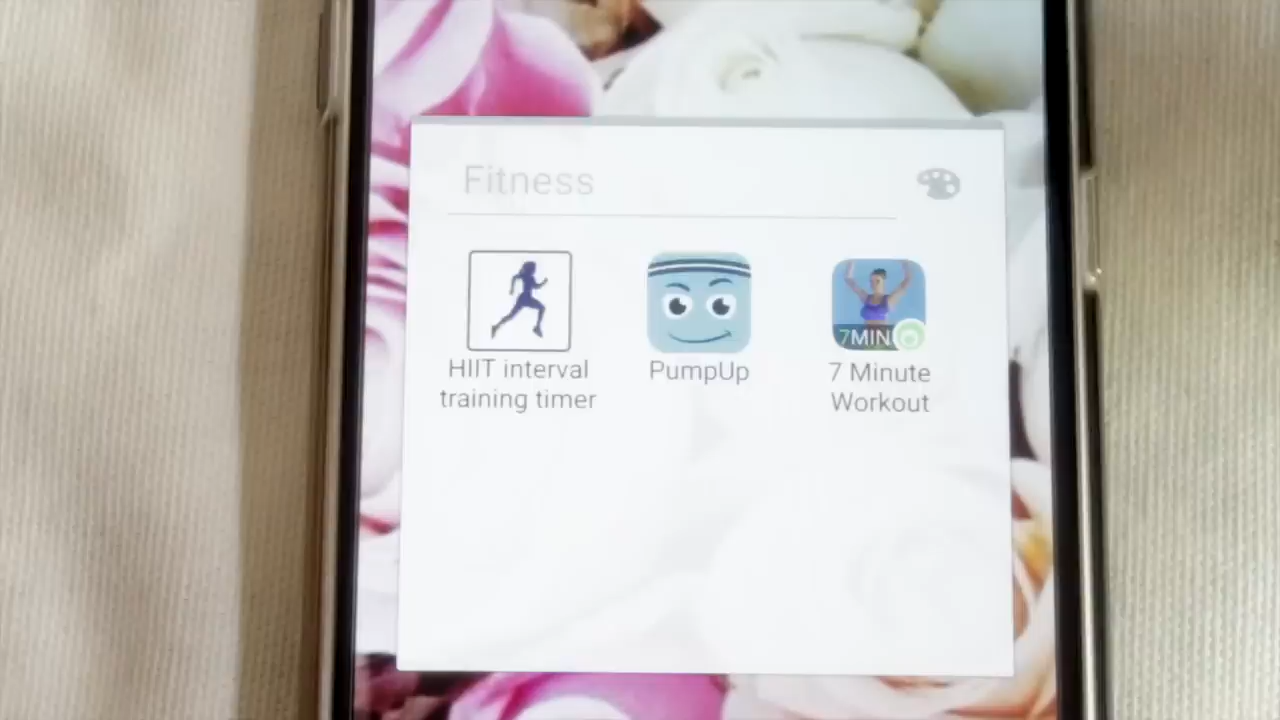 Fitness
HIIT interval
training timer
PumpUp
7MIN
7 Minute
Workout